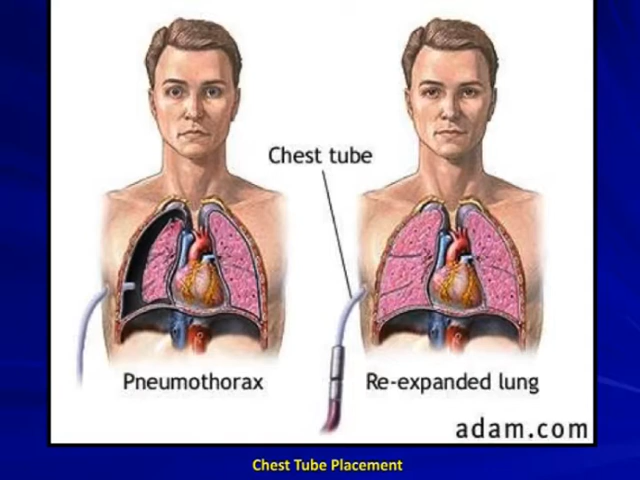 Chest tube
Pneumothorax
Re-expanded lung
adam.com
Chest Tube Placement